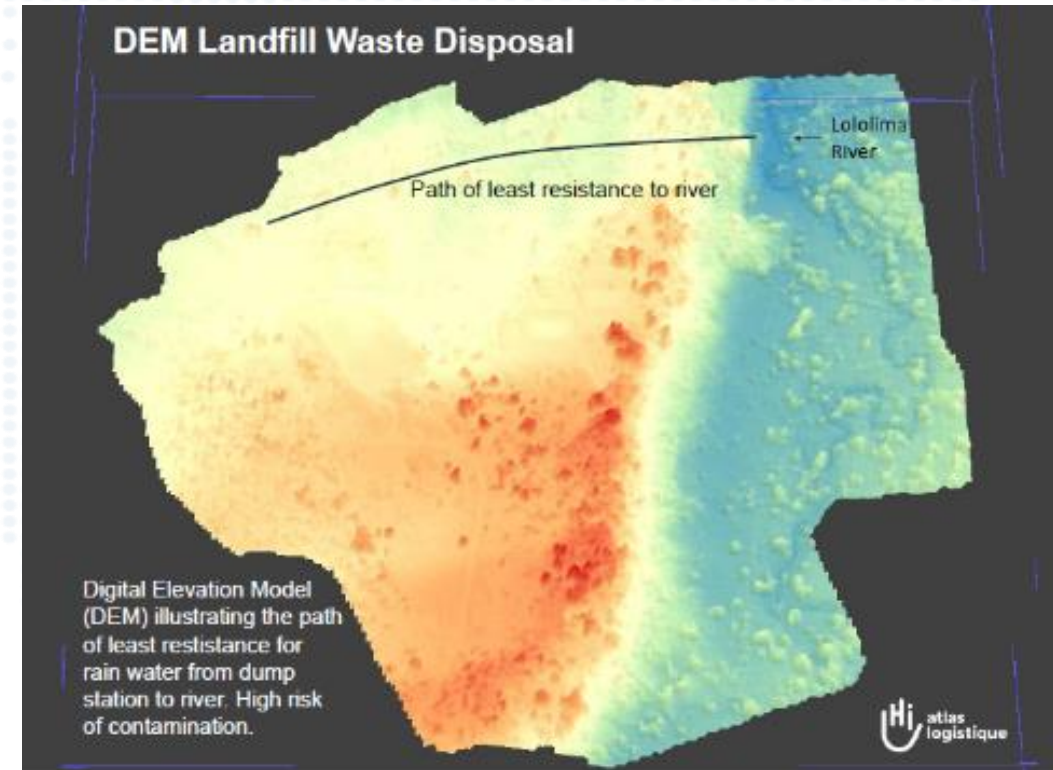 DEM Landfill Waste Disposal
Lololima
River
Path of least resistance to river
Digital Elevation Model
(DEM) illustrating the path
of least restistance for
rain water from dump
station to river. High risk
of contamination.
Hi atlas
logistique